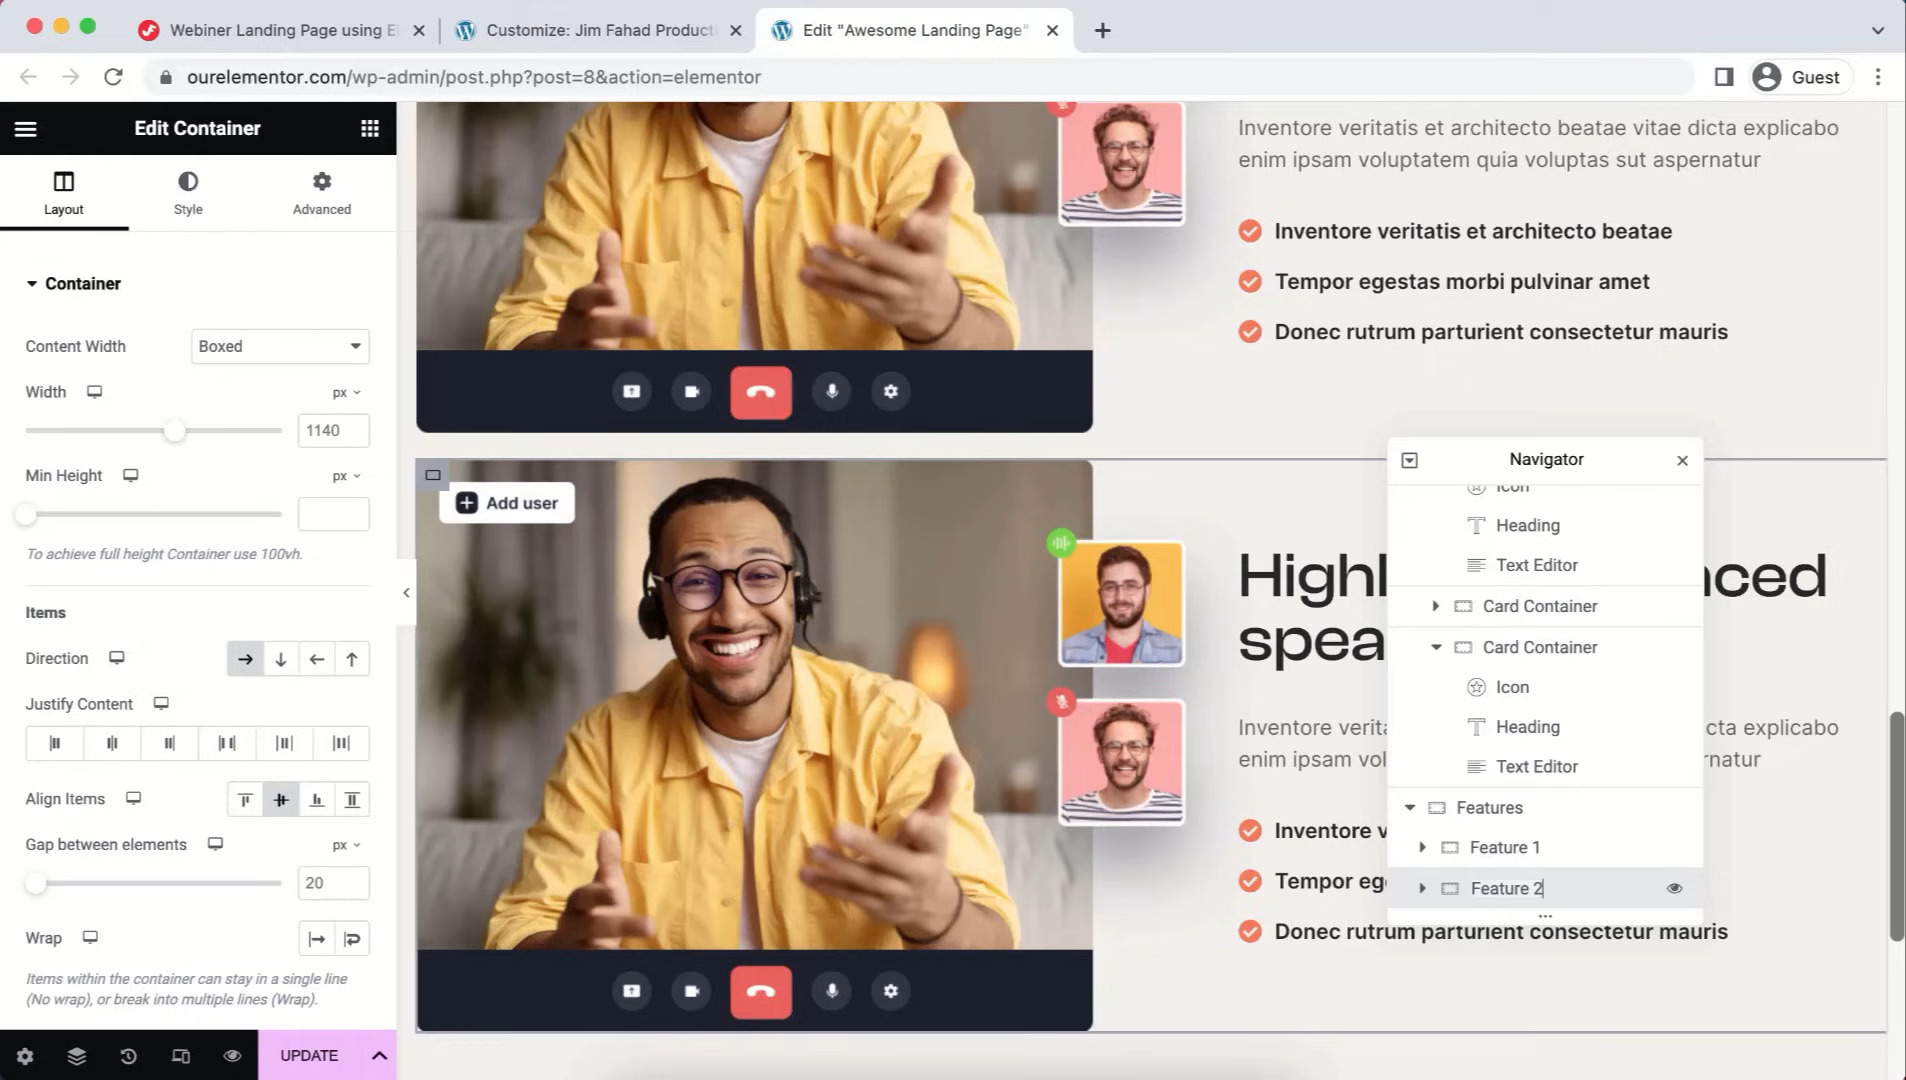 Webiner Landing Page using El
Customize: Jim Fahad Producti
Edit "Awesome Landing Page"
ourelementor.com/wp-admin/post.php?post=8&action=elementor
Guest
Edit Container
Layout
Style
Advanced
Container
Content Width
Boxed
Width
px
1140
Min Height
px
To achieve full height Container use 100vh.
Items
Direction
Justify Content
Align Items
Gap between elements
px
20
Wrap
Items within the container can stay in a single line
(No wrap), or break into multiple lines (Wrap).
UPDATE
Inventore veritatis et architecto beatae vitae dicta explicabo
enim ipsam voluptatem quia voluptas sut aspernatur
Inventore veritatis et architecto beatae
Tempor egestas morbi pulvinar amet
Donec rutrum parturient consectetur mauris
Add user
Highl
nced
spea
Inventore verita
dicta explicabo
enim ipsam vol
rnatur
Inventore v
Tempor eg
Donec rutrum parturient consectetur mauris
Navigator
Icon
Heading
Text Editor
Card Container
Card Container
Icon
Heading
Text Editor
Features
Feature 1
Feature 2